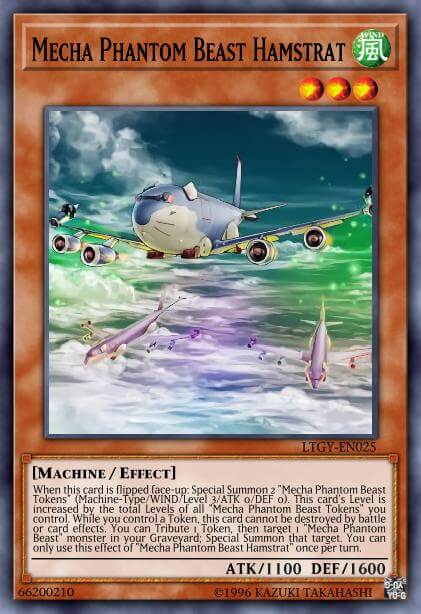 MECHA PHANTOM BEAST HAMSTRAT
WIND
風
LTGY-EN025
[MACHINE / EFFECT]
When this card is flipped face-up: Special Summon 2 "Mecha Phantom Beast
Tokens" (Machine-Type/WIND/Level 3/ATK 0/DEF 0). This card's Level is
increased by the total Levels of all "Mecha Phantom Beast Tokens" you
control. While you control a Token, this card cannot be destroyed by battle
or card effects. You can Tribute 1 Token, then target 1 "Mecha Phantom
Beast" monster in your Graveyard; Special Summon that target. You can
only use this effect of "Mecha Phantom Beast Hamstrat" once per turn.
ATK/1100 DEF/1600
66200210
©1996 KAZUKI TAKAHASHI